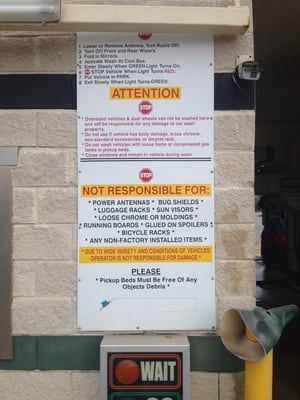 STOP
1 Lower or Remove Antenna, Turn Radio Off.
2 Turn Off Front and Rear Wipers.
3 Fold in Mirrors.
4 Activate Wash At Coin Box.
5 Enter Slowly When GREEN Light Turns On.
6 STOP Vehicle When Light Turns RED.
7 Put Vehicle in PARK.
8 Exit Slowly When Light Turns GREEN.
ATTENTION
STOP
* Oversized vehicles & dual wheels can not be washed here
and will be responsible for any damage to car wash
property.
* Do not use if vehicle has body damage, loose chrome,
non-standard accessories, or bicycle rack.
* Do not wash vehicles with loose items or compressed gas
tanks in pickup beds.
* Close windows and remain in vehicle during wash
STOP
NOT RESPONSIBLE FOR:
* POWER ANTENNAS * BUG SHIELDS *
* LUGGAGE RACKS * SUN VISORS *
* LOOSE CHROME OR MOLDINGS *
RUNNING BOARDS * GLUED ON SPOILERS
* BICYCLE RACKS *
* ANY NON-FACTORY INSTALLED ITEMS *
* DUE TO WIDE VARIETY AND CONDITIONS OF VEHICLES
OPERATOR IS NOT RESPONSIBLE FOR DAMAGE *
PLEASE
* Pickup Beds Must Be Free Of Any
Objects Debris *
WAIT